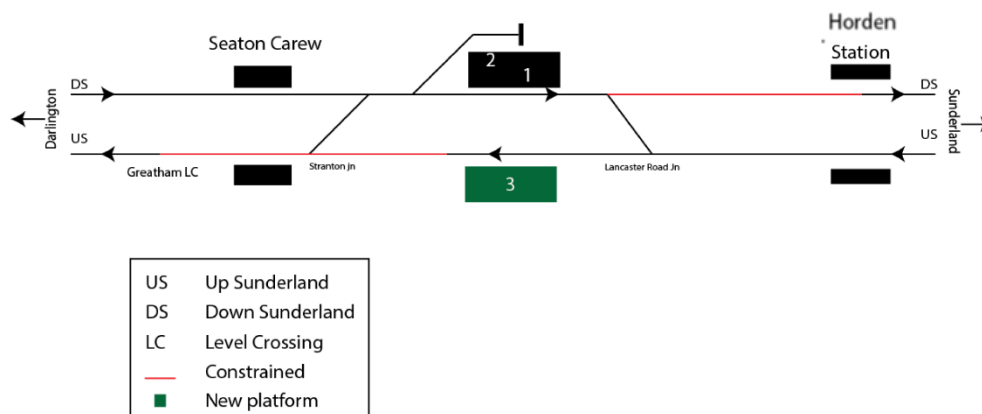 Horden
Station
Seaton Carew
2
1
DS
DS
Darlington
Sunderland
US
US
Greatham LC
Stranton jn
Lancaster Road Jn
3
US Up Sunderland
DS Down Sunderland
LC Level Crossing
Constrained
New platform